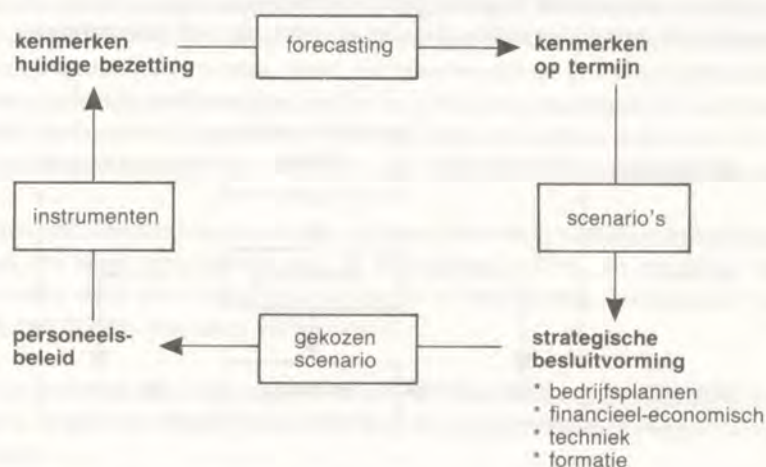 kenmerken
huidige bezetting
forecasting
kenmerken
op termijn
instrumenten
scenario's
personeels-
beleid
gekozen
scenario
strategische
besluitvorming
* bedrijfsplannen
* financieel-economisch
* techniek
* formatie